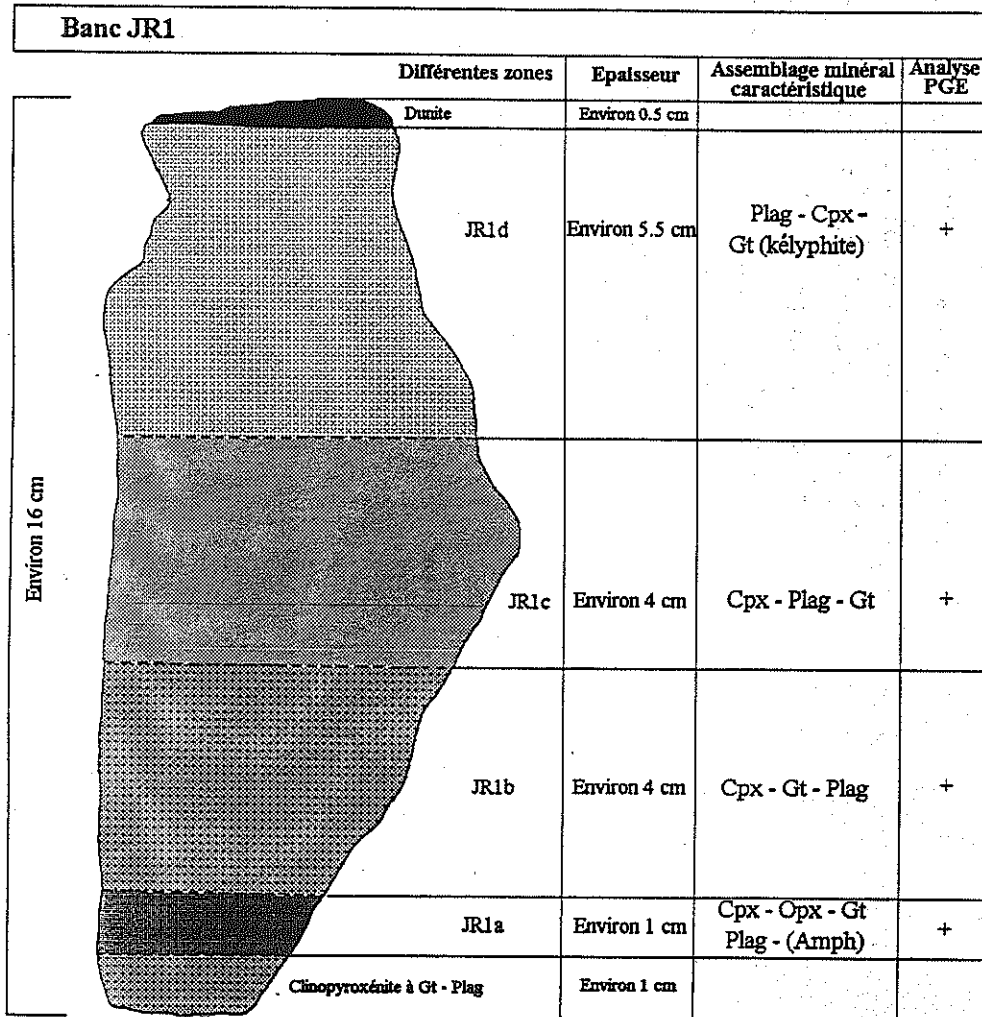 Banc JR1
Différentes zones
Epaisseur
Assemblage minéral
caractéristique
Analyse
PGE
Dunite
Environ 0.5 cm
JR1d
Environ 5.5 cm
Plag - Cpx -
Gt (kélyphite)
+
Environ 16 cm
JR1c
Environ 4 cm
Cpx - Plag - Gt
+
JR1b
Environ 4 cm
Cpx - Gt - Plag
+
JR1a
Environ 1 cm
Cpx - Opx - Gt
Plag - (Amph)
+
Clinopyroxénite à Gt - Plag
Environ 1 cm